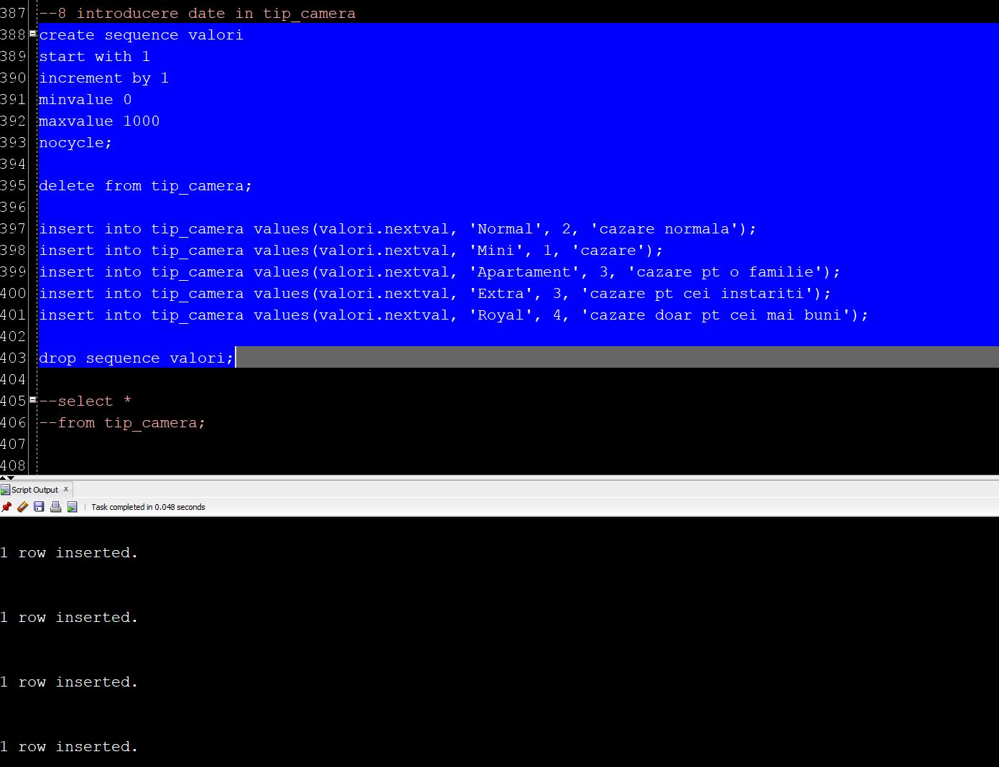 387 --8 introducere date in tip_camera
388 create sequence valori
389 start with 1
390 increment by 1
391 minvalue 0
392 maxvalue 1000
393 nocycle;
394
395 delete from tip_camera;
396
397 insert into tip_camera values(valori.nextval, 'Normal', 2, 'cazare normala');
398 insert into tip_camera values(valori.nextval, 'Mini', 1, 'cazare');
399 insert into tip_camera values(valori.nextval, 'Apartament', 3, 'cazare pt o familie');
400 insert into tip_camera values(valori.nextval, 'Extra', 3, 'cazare pt cei instariti');
401 insert into tip_camera values(valori.nextval, 'Royal', 4, 'cazare doar pt cei mai buni');
402
403 drop sequence valori;
404
405 --select *
406 --from tip_camera;
407
408
Script Output x
Task completed in 0.048 seconds
1 row inserted.
1 row inserted.
1 row inserted.
1 row inserted.